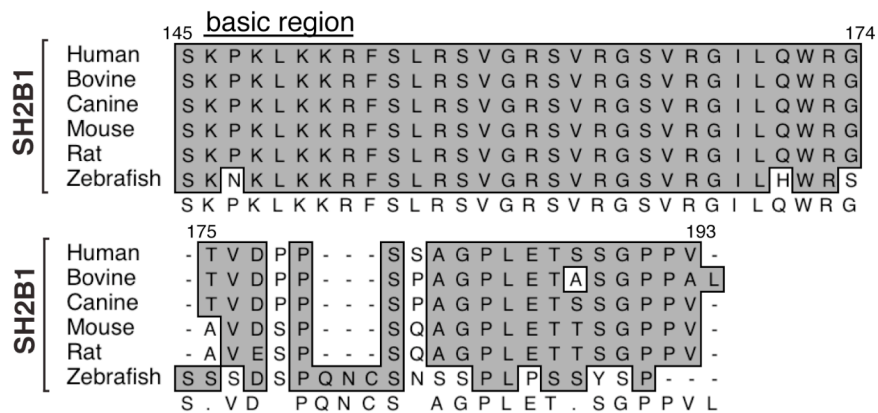 basic region
145 174
SH2B1
Human S K P K L K K R F S L R S V G R S V R G S V R G I L Q W R G
Bovine S K P K L K K R F S L R S V G R S V R G S V R G I L Q W R G
Canine S K P K L K K R F S L R S V G R S V R G S V R G I L Q W R G
Mouse S K P K L K K R F S L R S V G R S V R G S V R G I L Q W R G
Rat S K P K L K K R F S L R S V G R S V R G S V R G I L Q W R G
Zebrafish S K N K L K K R F S L R S V G R S V R G S V R G I L H W R S
S K P K L K K R F S L R S V G R S V R G S V R G I L Q W R G
175 193
SH2B1
Human - T V D P P - - - S S A G P L E T S S G P P V -
Bovine - T V D P P - - - S P A G P L E T A S G P P A L
Canine - T V D P P - - - S P A G P L E T S S G P P V -
Mouse - A V D S P - - - S Q A G P L E T T S G P P V -
Rat - A V E S P - - - S Q A G P L E T T S G P P V -
Zebrafish S S S D S P Q N C S N S S P L P S S Y S P - - -
S . V D P Q N C S A G P L E T . S G P P V L